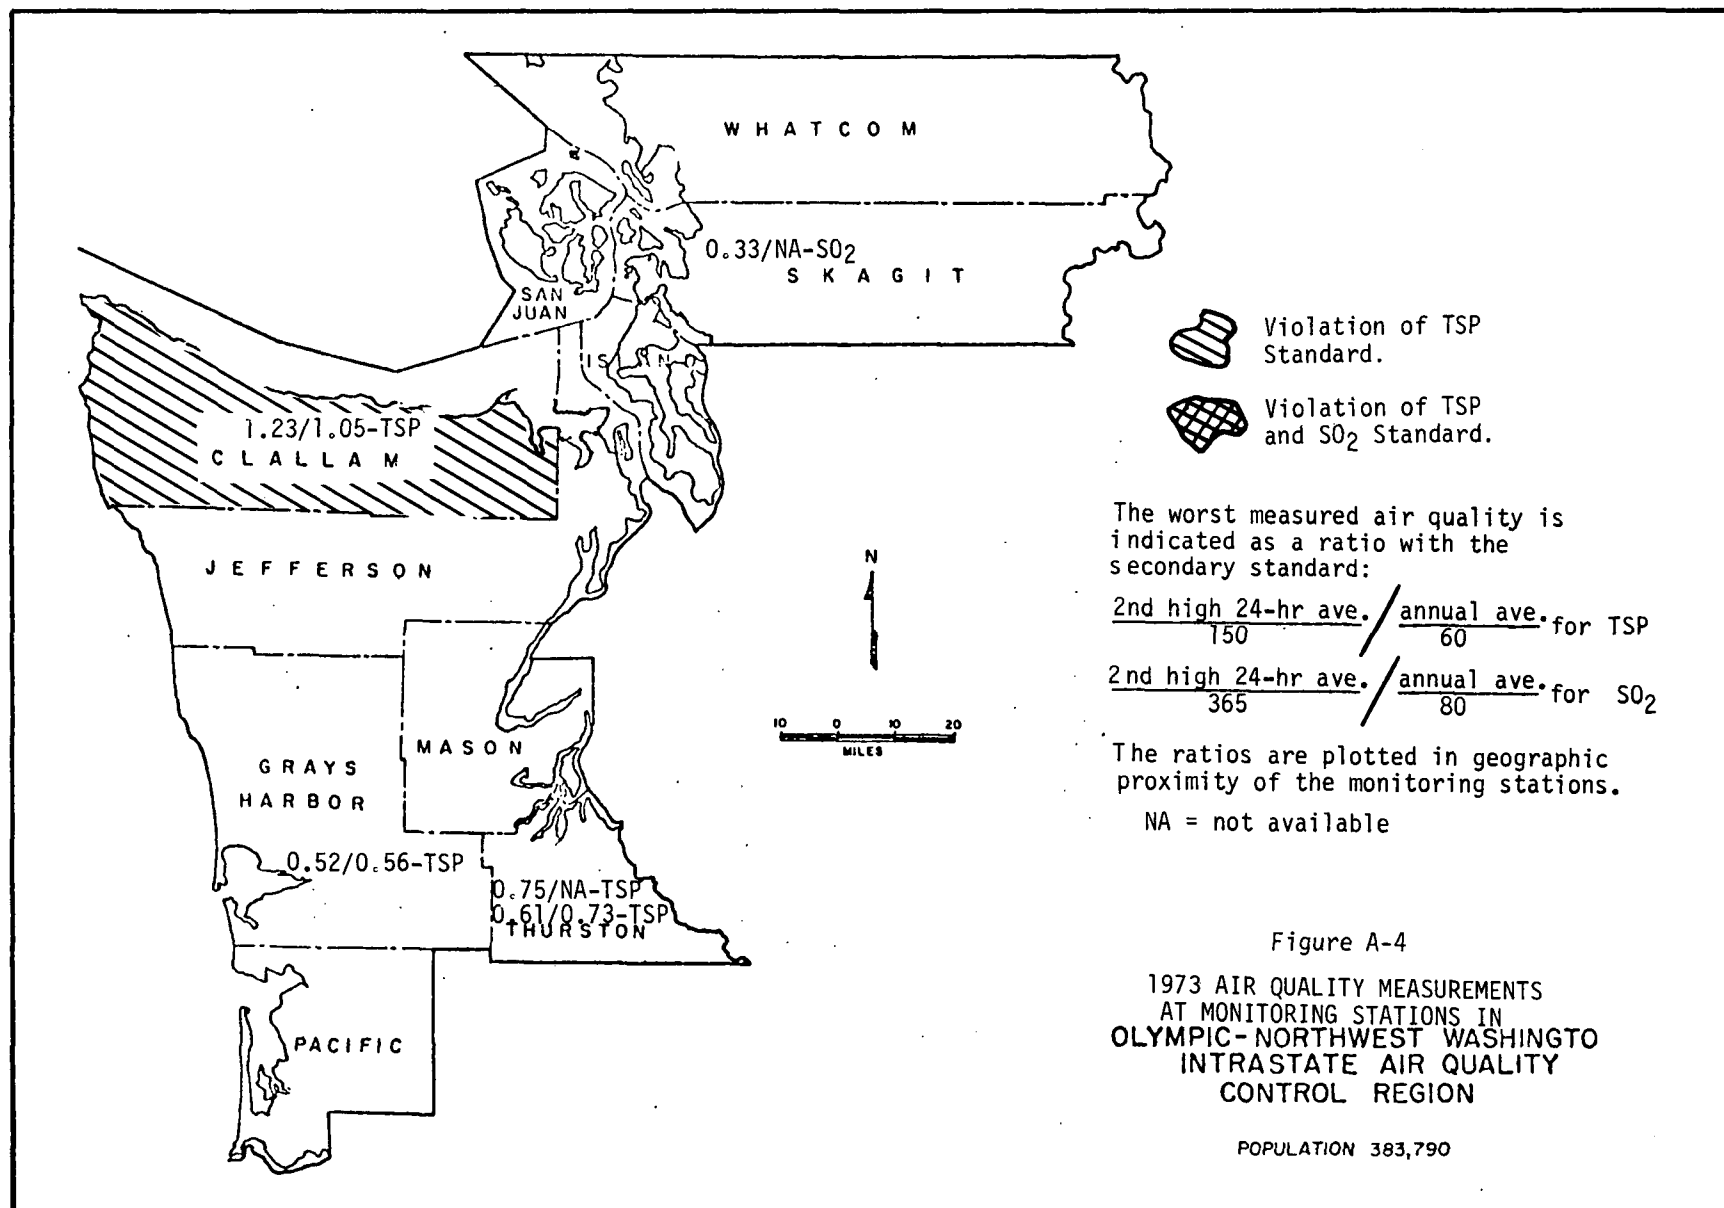 W H A T C O M
0.33/NA-SO2
S K A G I T
SAN
JUAN
Violation of TSP
Standard.
Violation of TSP
and SO2 Standard.
1.23/1.05-TSP
C L A L L A M
The worst measured air quality is
indicated as a ratio with the
secondary standard:
J E F F E R S O N
N
2nd high 24-hr ave. / annual ave. for TSP
150 60
2nd high 24-hr ave. / annual ave. for SO2
365 80
10 0 10 20
MILES
The ratios are plotted in geographic
proximity of the monitoring stations.
NA = not available
MASON
GRAYS
HARBOR
0.52/0.56-TSP
0.75/NA-TSP
0.61/0.73-TSP
THURSTON
PACIFIC
Figure A-4
1973 AIR QUALITY MEASUREMENTS
AT MONITORING STATIONS IN
OLYMPIC-NORTHWEST WASHINGTO
INTRASTATE AIR QUALITY
CONTROL REGION
POPULATION 383,790